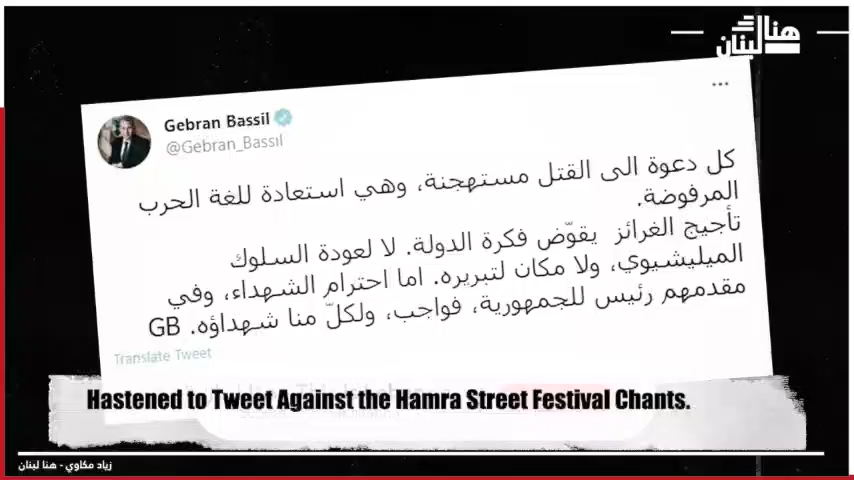 هنا لبنان
Gebran Bassil
@Gebran_Bassil
كل دعوة الى القتل مستهجنة، وهي استعادة للغة الحرب
المرفوضة.
تأجيج الغرائز يقوّض فكرة الدولة. لا لعودة السلوك
الميليشيوي، ولا مكان لتبريره. اما احترام الشهداء، وفي
مقدمهم رئيس للجمهورية، فواجب، ولكلّ منا شهداؤه. GB
Translate Tweet
Hastened to Tweet Against the Hamra Street Festival Chants.
زياد مكاوي - هنا لبنان